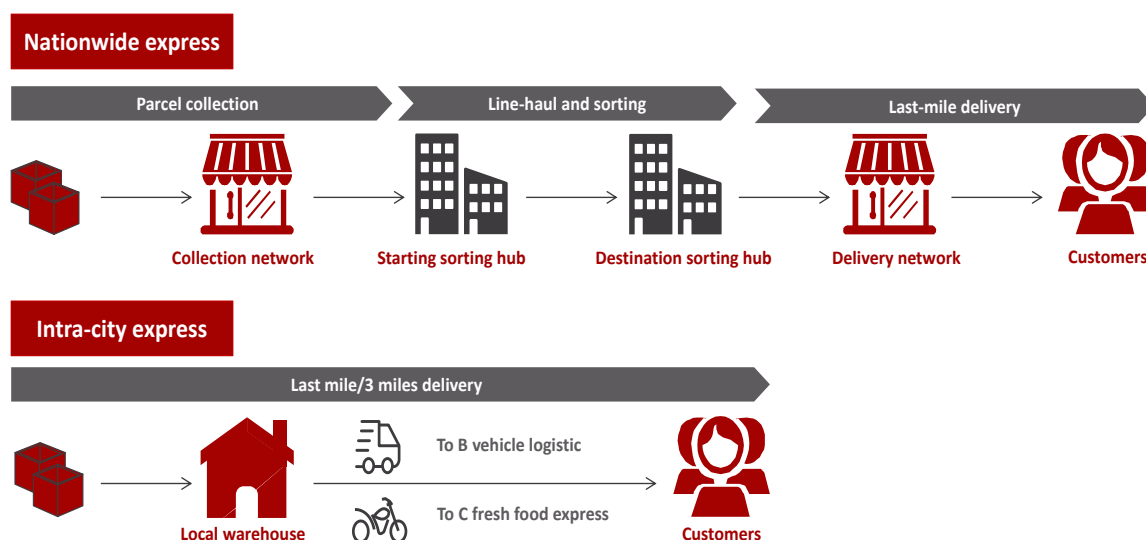 Nationwide express
Parcel collection
Line-haul and sorting
Last-mile delivery
Collection network
Starting sorting hub
Destination sorting hub
Delivery network
Customers
Intra-city express
Last mile/3 miles delivery
To B vehicle logistic
To C fresh food express
Local warehouse
Customers